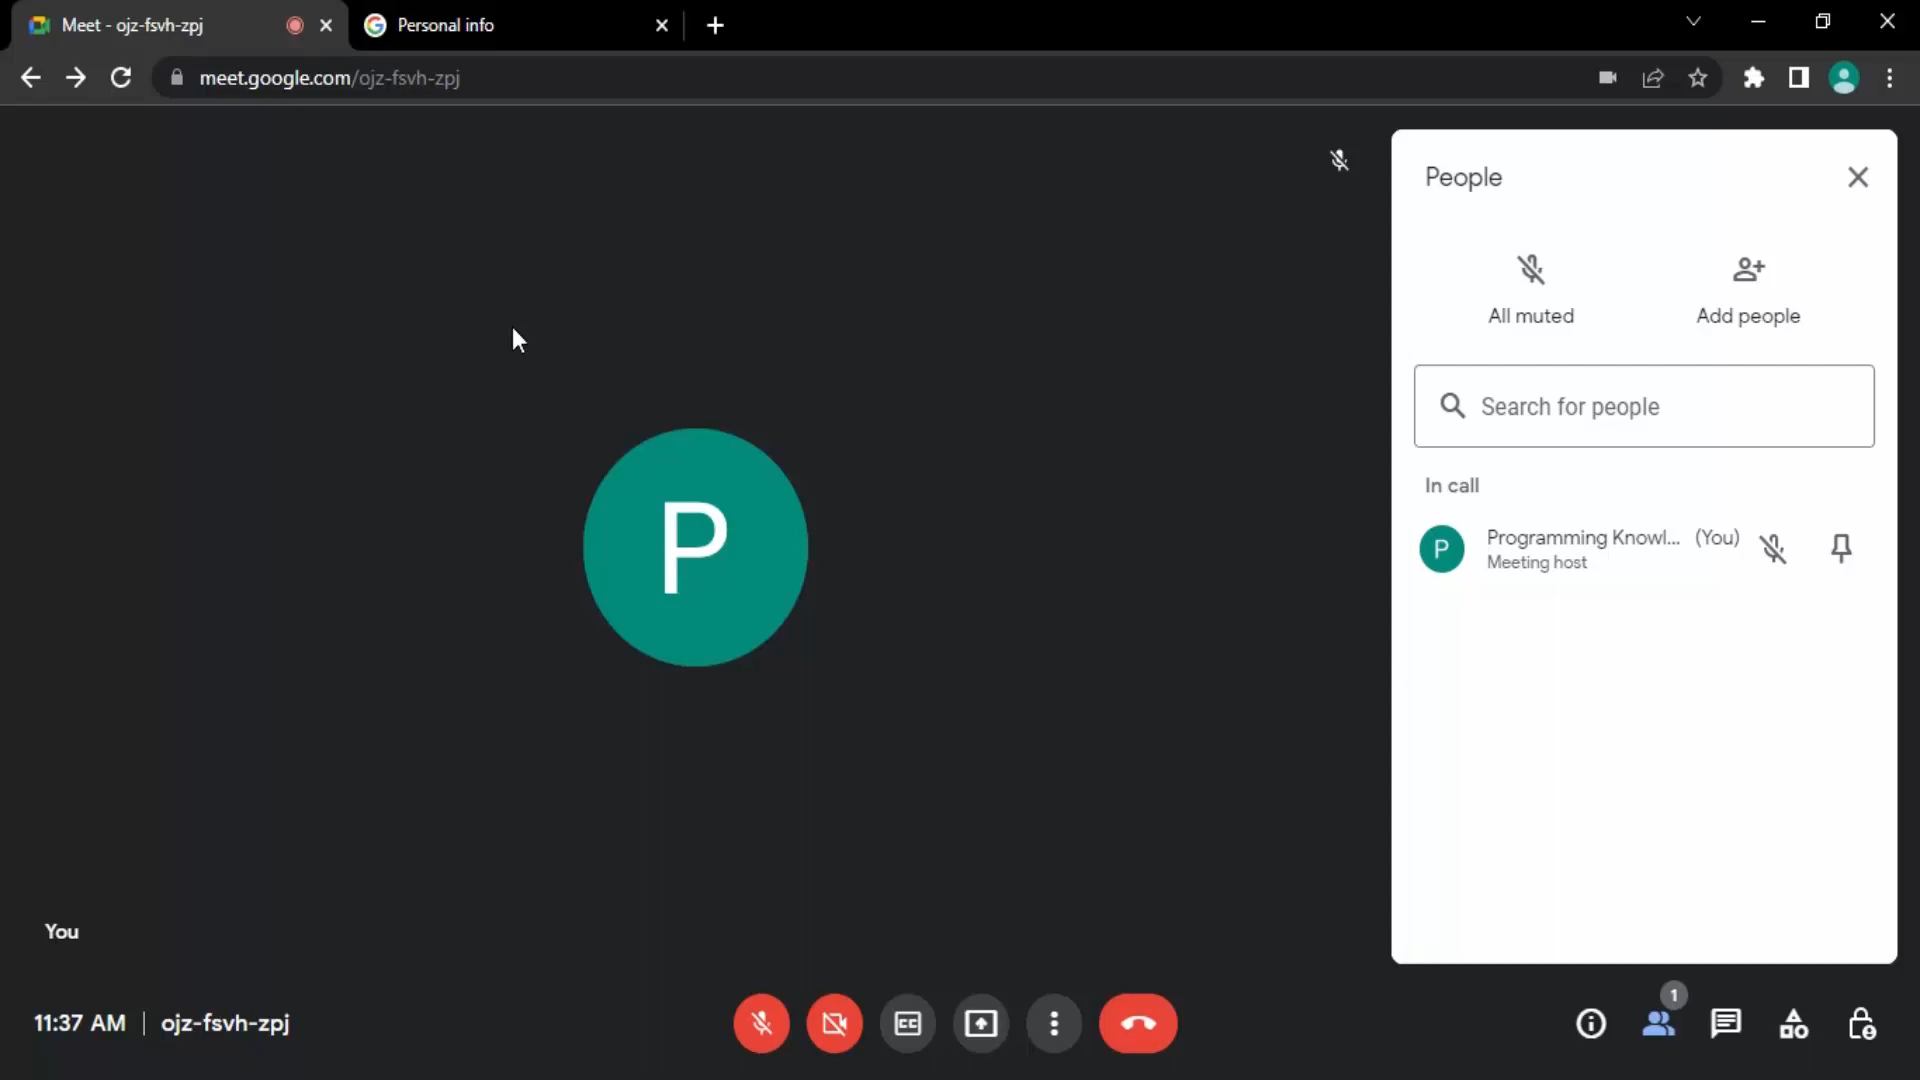 Meet - ojz-fsvh-zpj
Personal info
meet.google.com/ojz-fsvh-zpj
People
All muted
Add people
Search for people
In call
P
Programming Knowl... (You)
Meeting host
P
You
11:37 AM | ojz-fsvh-zpj
CC
1